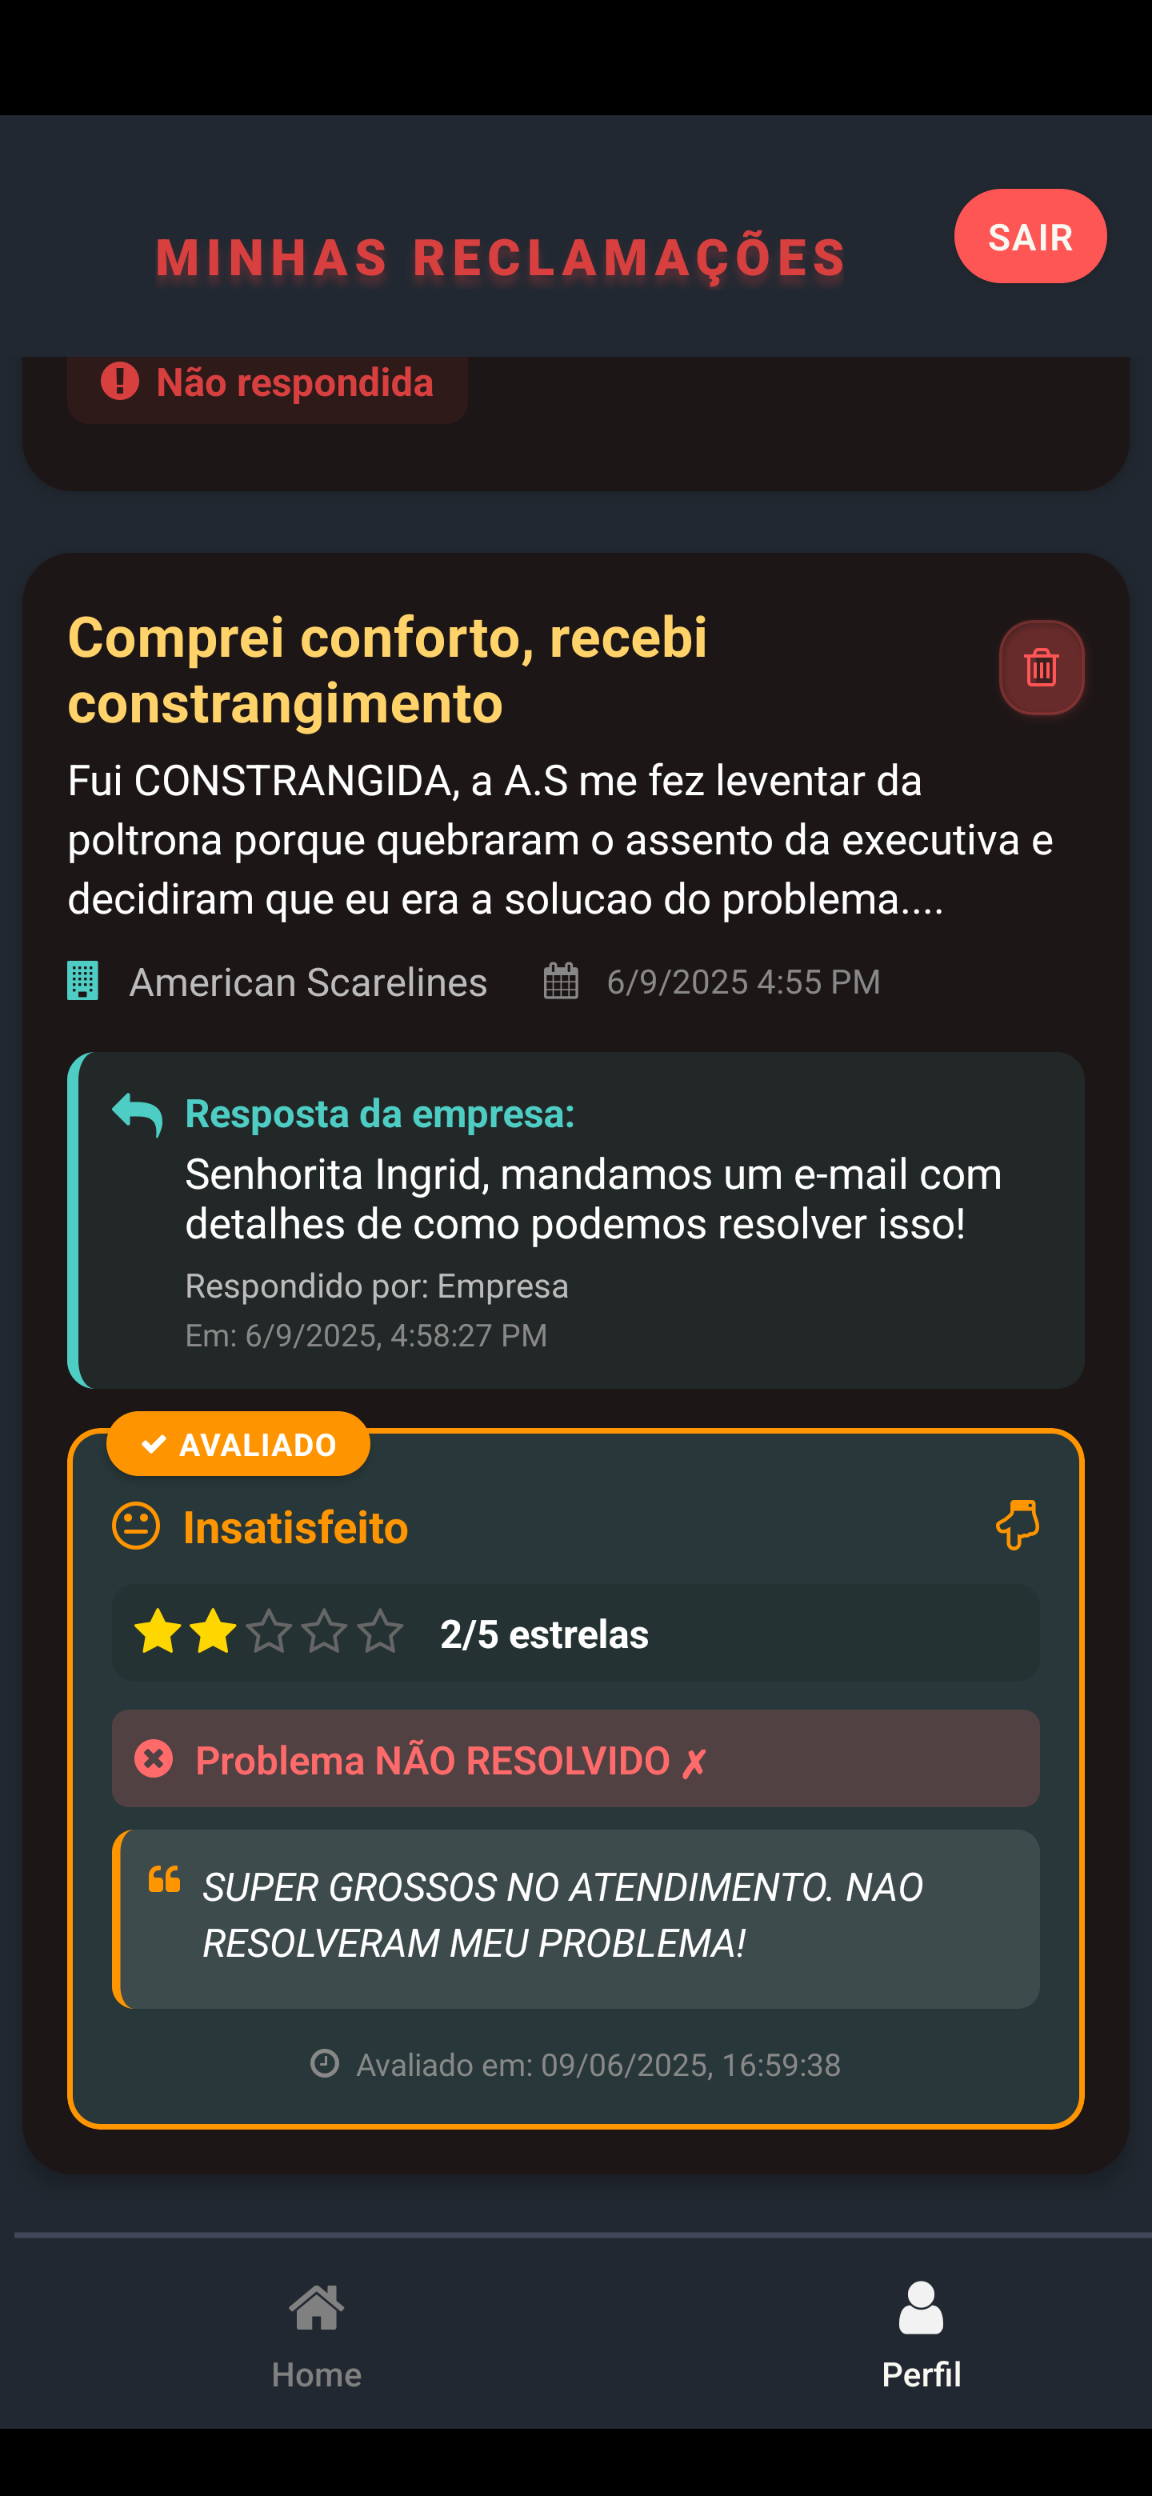 MINHAS RECLAMAÇÕES
SAIR
Não respondida
Comprei conforto, recebi
constrangimento
Fui CONSTRANGIDA, a A.S me fez leventar da
poltrona porque quebraram o assento da executiva e
decidiram que eu era a solucao do problema....
American Scarelines 6/9/2025 4:55 PM
Resposta da empresa:
Senhorita Ingrid, mandamos um e-mail com
detalhes de como podemos resolver isso!
Respondido por: Empresa
Em: 6/9/2025, 4:58:27 PM
✓ AVALIADO
Insatisfeito
2/5 estrelas
Problema NÃO RESOLVIDO ✗
SUPER GROSSOS NO ATENDIMENTO. NAO
RESOLVERAM MEU PROBLEMA!
Avaliado em: 09/06/2025, 16:59:38
Home
Perfil